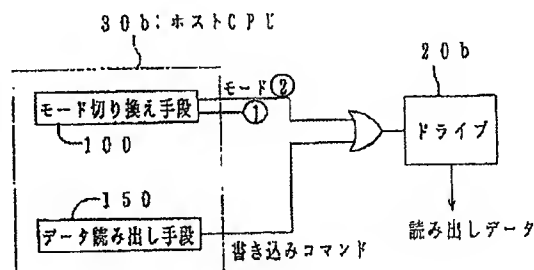 30b:ホストCPU
20b
モード②
モード切り換え手段
①
ドライブ
100
150
データ読み出し手段
書き込みコマンド
読み出しデータ